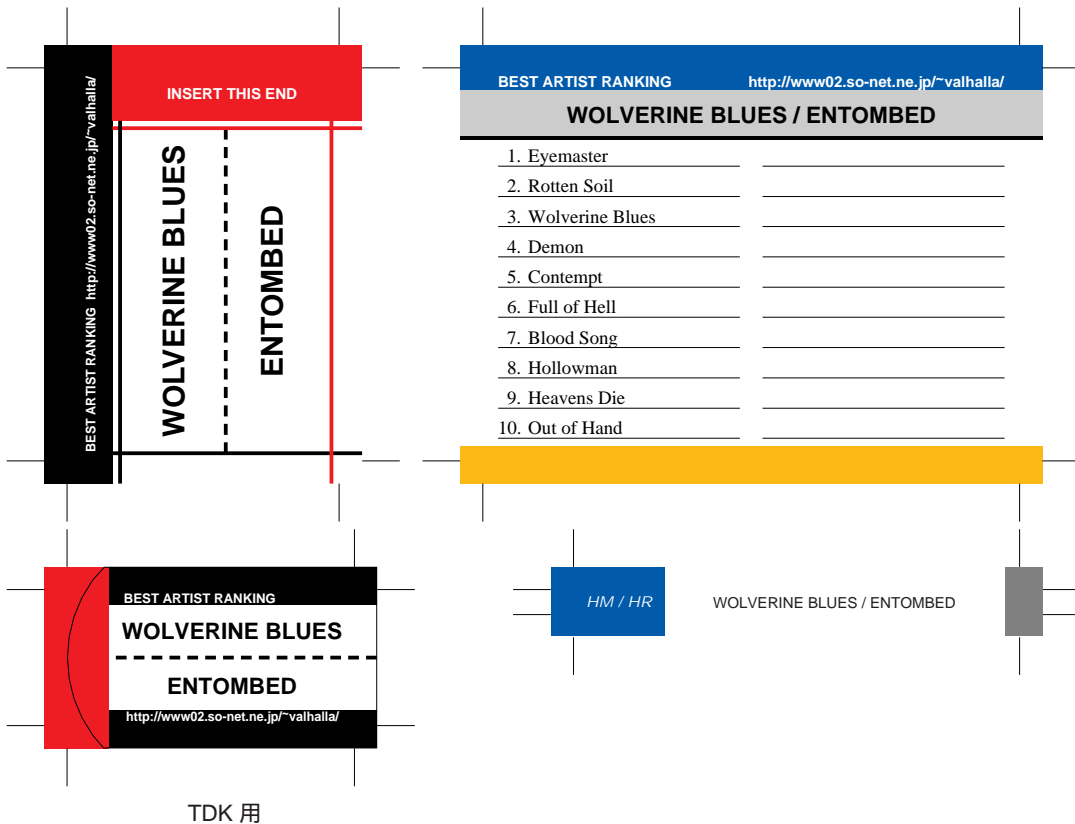 BEST ARTIST RANKING http://www02.so-net.ne.jp/~valhalla/
INSERT THIS END
WOLVERINE BLUES
ENTOMBED
BEST ARTIST RANKING http://www02.so-net.ne.jp/~valhalla/
WOLVERINE BLUES / ENTOMBED
1. Eyemaster
2. Rotten Soil
3. Wolverine Blues
4. Demon
5. Contempt
6. Full of Hell
7. Blood Song
8. Hollowman
9. Heavens Die
10. Out of Hand
BEST ARTIST RANKING
WOLVERINE BLUES
ENTOMBED
http://www02.so-net.ne.jp/~valhalla/
HM / HR
WOLVERINE BLUES / ENTOMBED
TDK 用